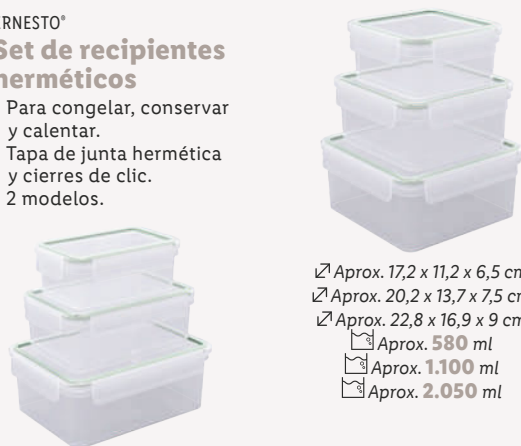 ERNESTO®
Set de recipientes
herméticos
Para congelar, conservar
y calentar.
Tapa de junta hermética
y cierres de clic.
2 modelos.
Aprox. 17,2 x 11,2 x 6,5 cm
Aprox. 20,2 x 13,7 x 7,5 cm
Aprox. 22,8 x 16,9 x 9 cm
Aprox. 580 ml
Aprox. 1.100 ml
Aprox. 2.050 ml